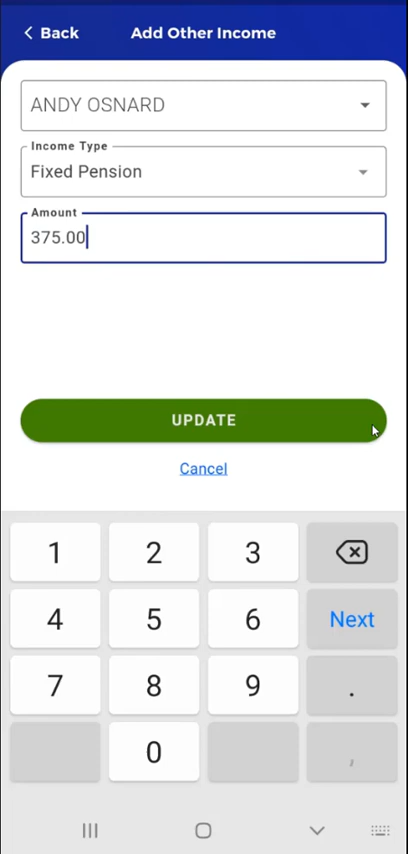 Back
Add Other Income
ANDY OSNARD
Income Type
Fixed Pension
Amount
375.00
UPDATE
Cancel
1 2 3
4 5 6 Next
7 8 9 .
0 ,